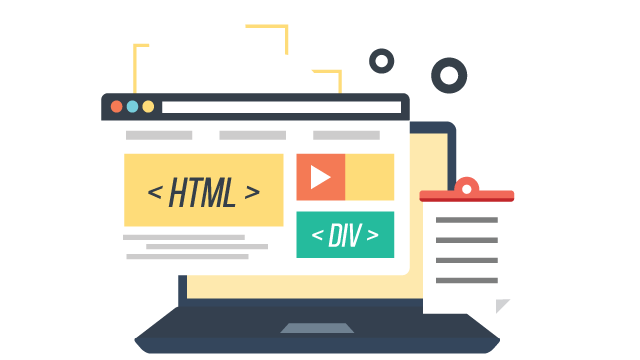 < HTML >
< DIV >